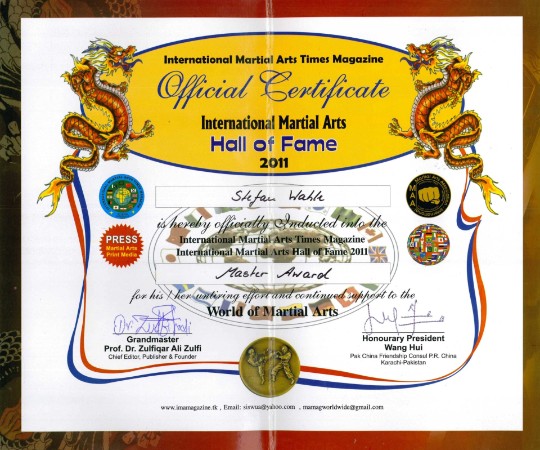 International Martial Arts Times Magazine
Official Certificate
International Martial Arts
Hall of Fame
2011
Stefan Wahle
is hereby officially Inducted into the
International Martial Arts Times Magazine
International Martial Arts Hall of Fame 2011
Master Award
for his / her untiring effort and continued support to the
World of Martial Arts
PRESS
Martial Arts
Print Media
Grandmaster
Prof. Dr. Zulfiqar Ali Zulfi
Chief Editor, Publisher & Founder
Honourary President
Wang Hui
Pak China Friendship Consul P.R. China
Karachi-Pakistan
www.imamagazine.tk , Email: siswua@yahoo.com , mamagworldwide@gmail.com